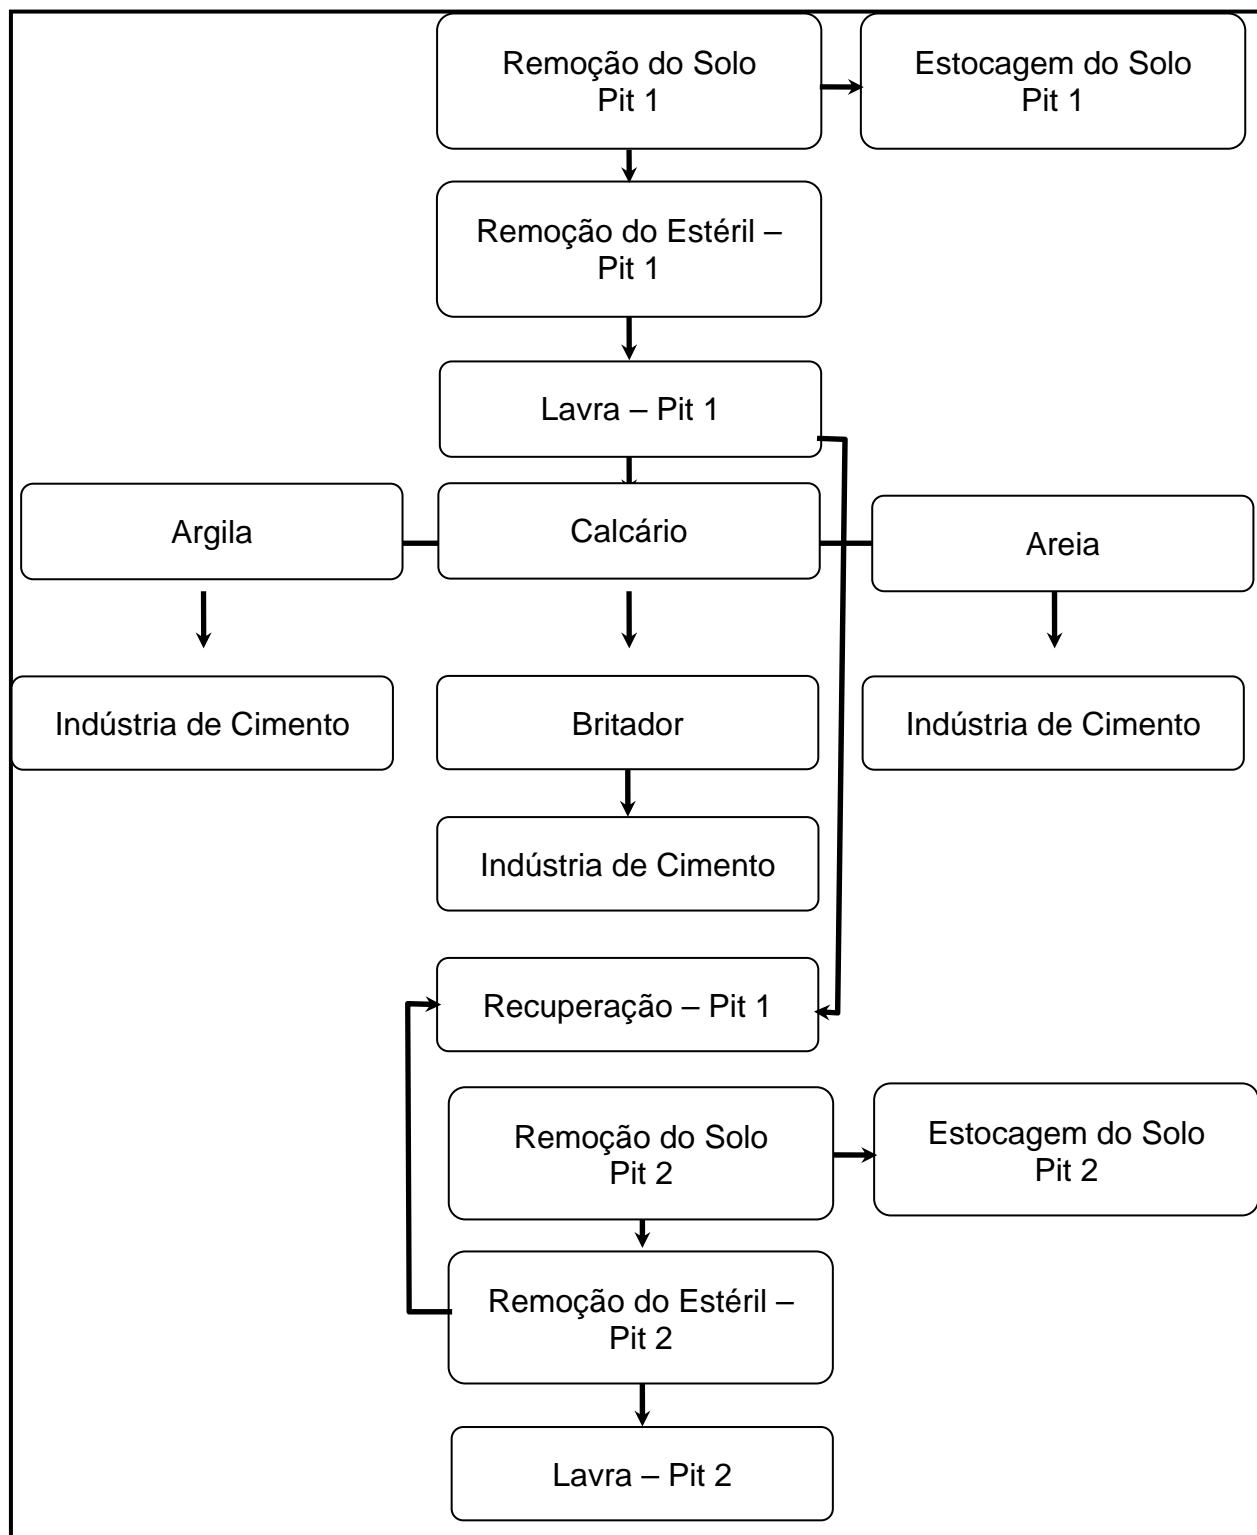 Remoção do Solo
Pit 1
Estocagem do Solo
Pit 1
Remoção do Estéril –
Pit 1
Lavra – Pit 1
Argila
Calcário
Areia
Indústria de Cimento
Britador
Indústria de Cimento
Indústria de Cimento
Recuperação – Pit 1
Remoção do Solo
Pit 2
Estocagem do Solo
Pit 2
Remoção do Estéril –
Pit 2
Lavra – Pit 2